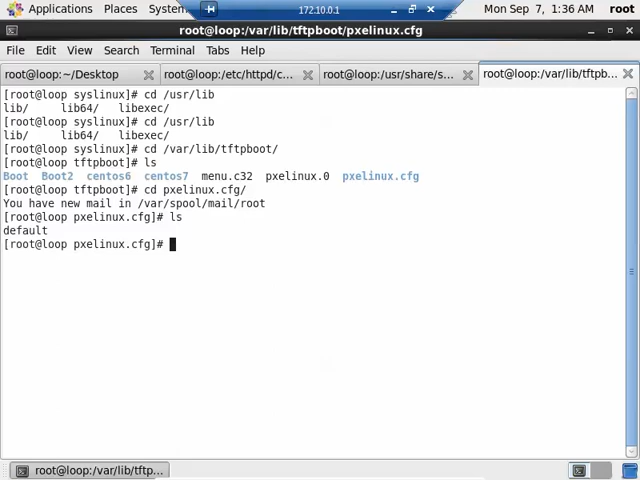 Applications Places System 172.10.0.1 Mon Sep 7, 1:36 AM root
root@loop:/var/lib/tftpboot/pxelinux.cfg
File Edit View Search Terminal Tabs Help
root@loop:~/Desktop root@loop:/etc/httpd/c... root@loop:/usr/share/s... root@loop:/var/lib/tftpb...
[root@loop syslinux]# cd /usr/lib
lib/ lib64/ libexec/
[root@loop syslinux]# cd /usr/lib
lib/ lib64/ libexec/
[root@loop syslinux]# cd /var/lib/tftpboot/
[root@loop tftpboot]# ls
Boot Boot2 centos6 centos7 menu.c32 pxelinux.0 pxelinux.cfg
[root@loop tftpboot]# cd pxelinux.cfg/
You have new mail in /var/spool/mail/root
[root@loop pxelinux.cfg]# ls
default
[root@loop pxelinux.cfg]#
root@loop:/var/lib/tftp...